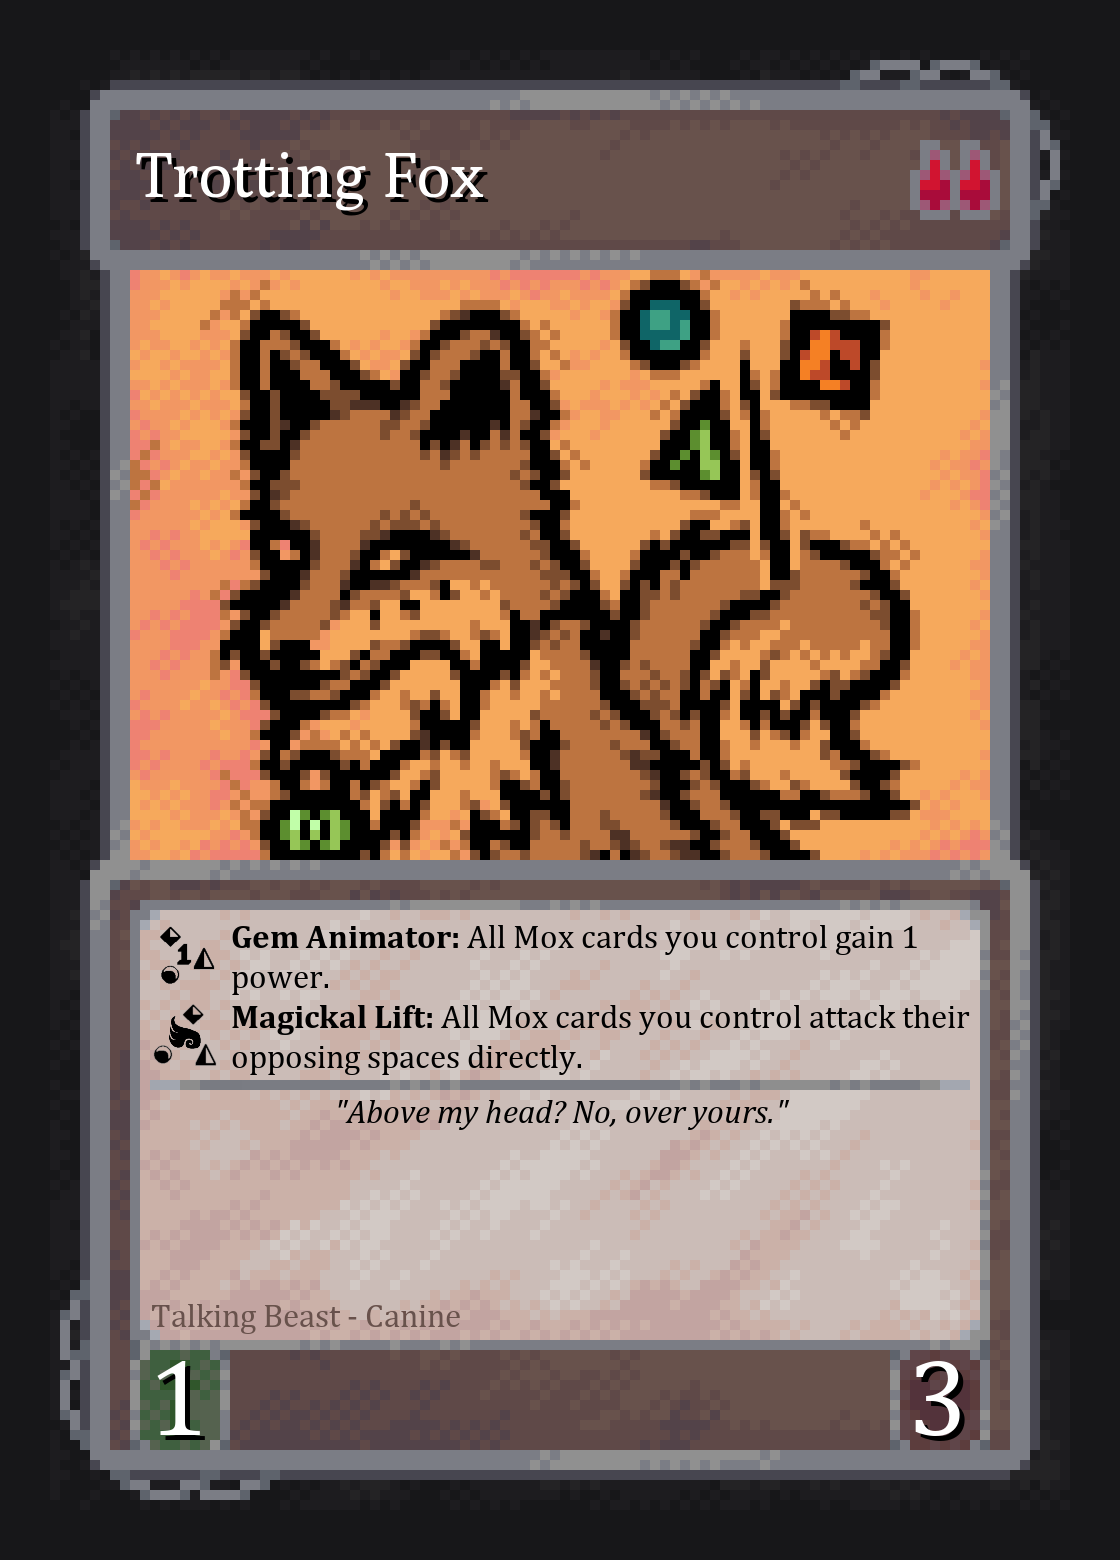 Trotting Fox
Gem Animator: All Mox cards you control gain 1
power.
Magickal Lift: All Mox cards you control attack their
opposing spaces directly.
"Above my head? No, over yours."
Talking Beast - Canine
1
3